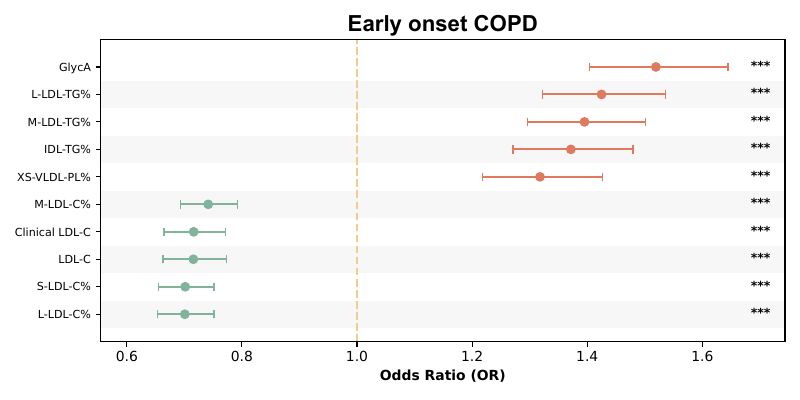 Early onset COPD
GlycA ***
L-LDL-TG% ***
M-LDL-TG% ***
IDL-TG% ***
XS-VLDL-PL% ***
M-LDL-C% ***
Clinical LDL-C ***
LDL-C ***
S-LDL-C% ***
L-LDL-C% ***
0.6 0.8 1.0 1.2 1.4 1.6
Odds Ratio (OR)